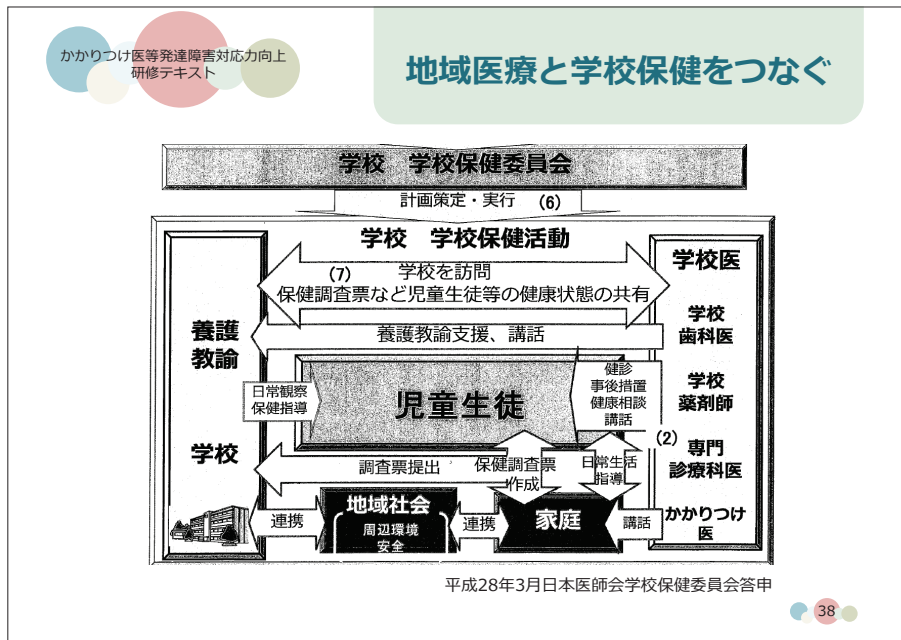 かかりつけ医等発達障害対応力向上
研修テキスト
地域医療と学校保健をつなぐ
学校 学校保健委員会
計画策定・実行 (6)
学校 学校保健活動
(7)
学校を訪問
保健調査票など児童生徒等の健康状態の共有
養護教諭支援、講話
養護
教諭
学校
日常観察
保健指導
児童生徒
健診
事後措置
健康相談
講話
(2)
学校医
学校
歯科医
学校
薬剤師
専門
診療科医
かかりつけ
医
調査票提出
保健調査票
作成
日常生活
指導
連携
地域社会
周辺環境
安全
連携
家庭
講話
平成28年3月日本医師会学校保健委員会答申
38